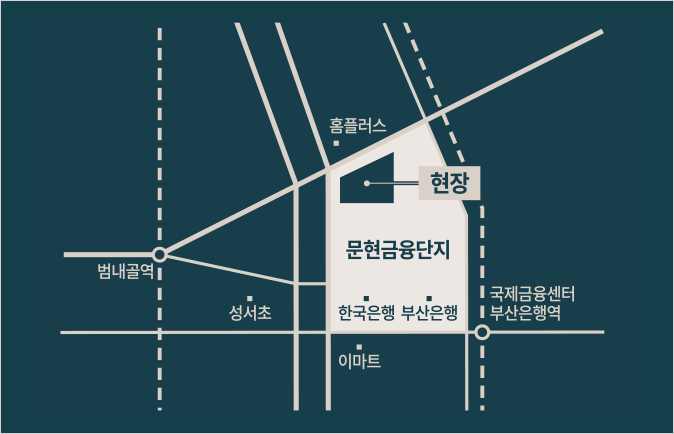 홈플러스
현장
문현금융단지
범내골역
성서초
한국은행 부산은행
국제금융센터
부산은행역
이마트